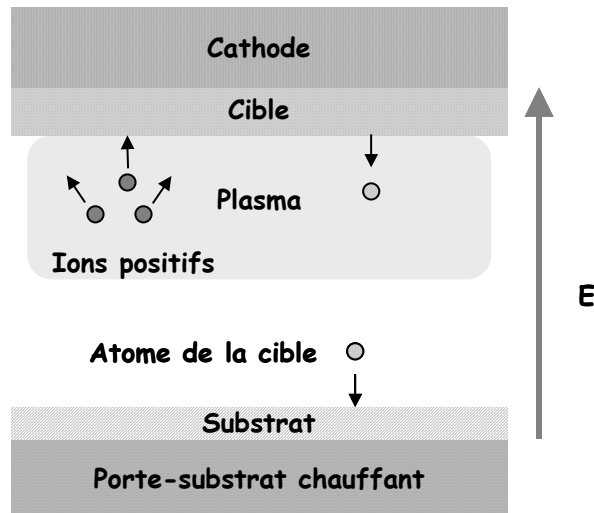 Cathode
Cible
Plasma
Ions positifs
E
Atome de la cible
Substrat
Porte-substrat chauffant